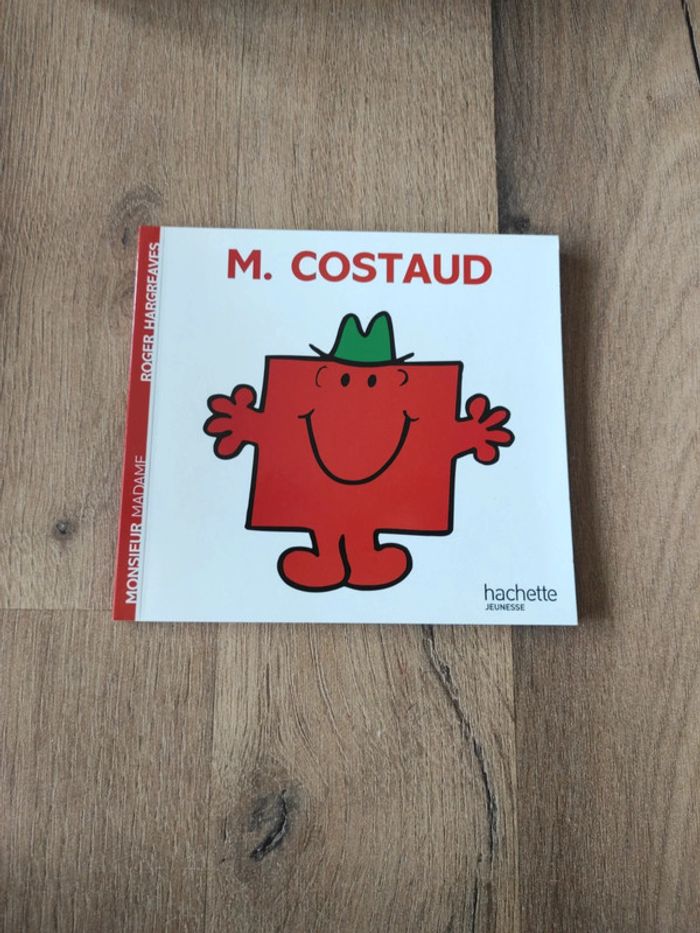 M. COSTAUD
ROGER HARGREAVES
MONSIEUR MADAME
hachette
JEUNESSE